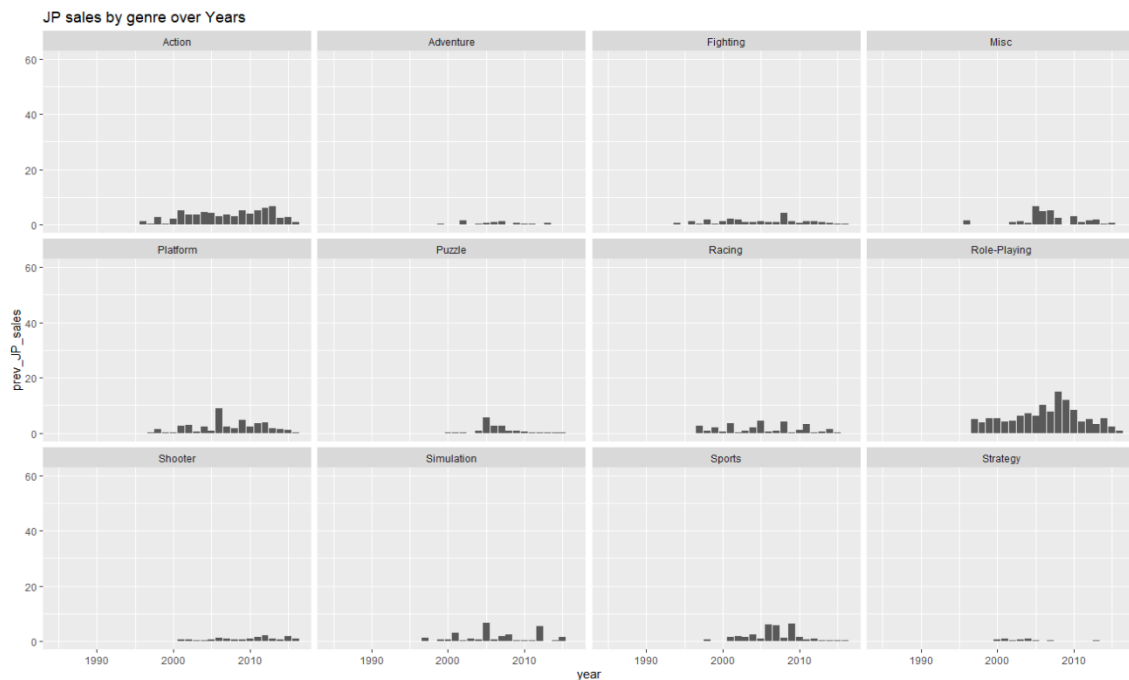 JP sales by genre over Years
Action Adventure Fighting Misc
60
40
20
0
Platform Puzzle Racing Role-Playing
60
40
20
0
prev_JP_sales
Shooter Simulation Sports Strategy
60
40
20
0
1990 2000 2010 1990 2000 2010 1990 2000 2010 1990 2000 2010
year